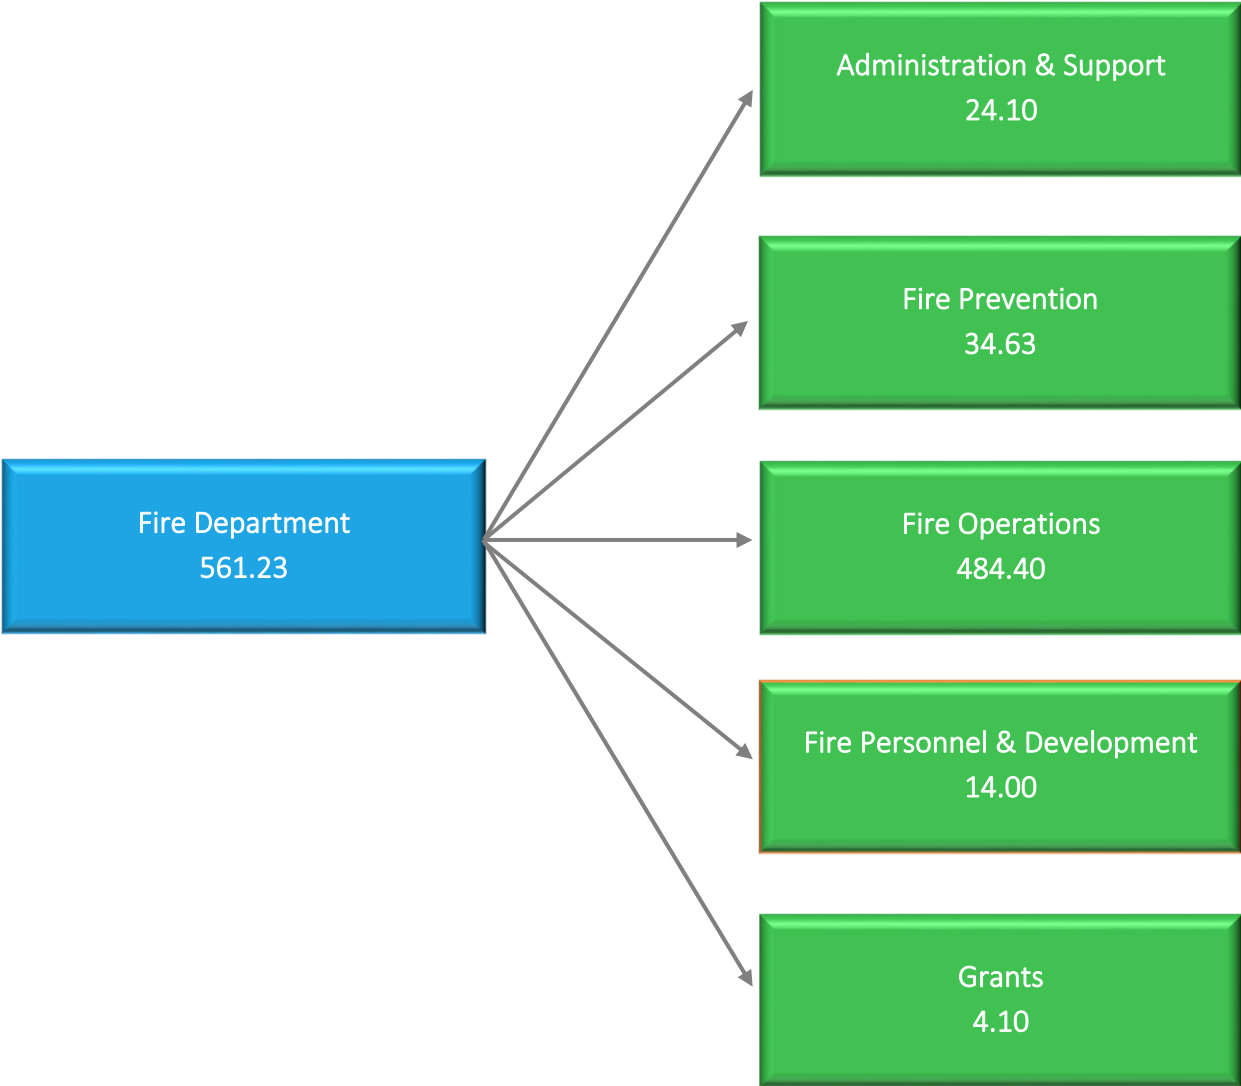 Administration & Support
24.10
Fire Prevention
34.63
Fire Department
561.23
Fire Operations
484.40
Fire Personnel & Development
14.00
Grants
4.10